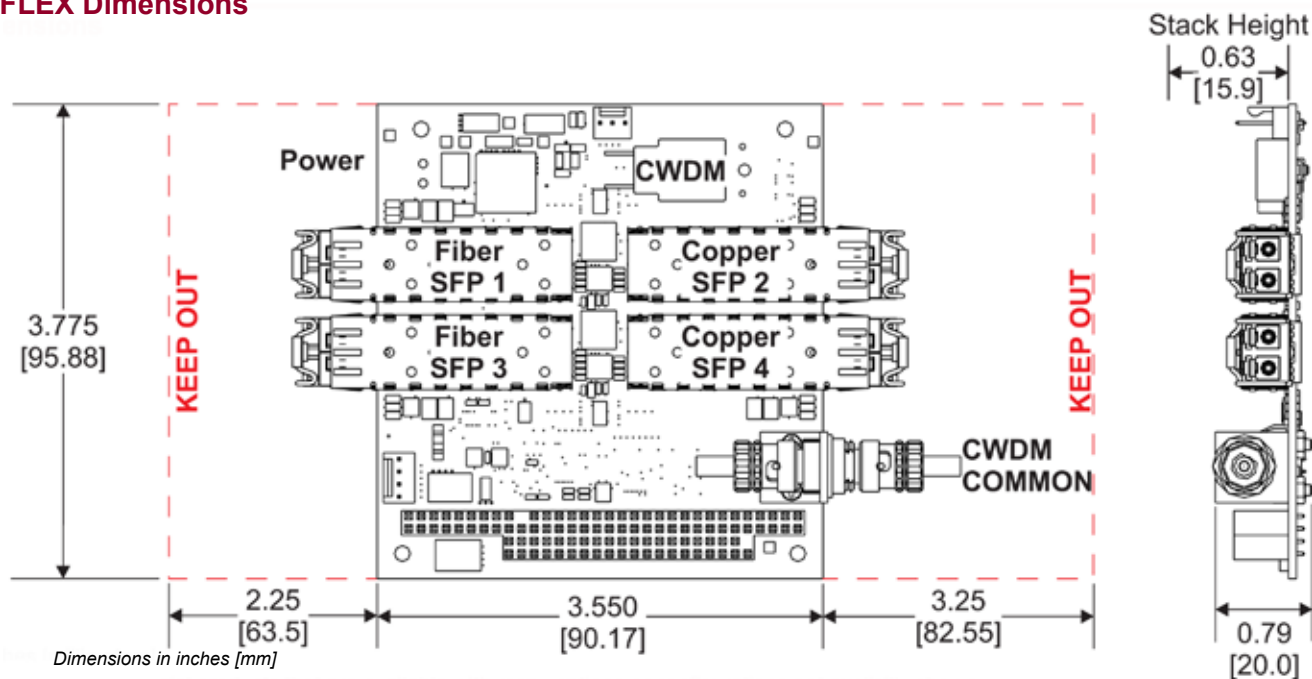 FLEX Dimensions
Stack Height
0.63
[15.9]
Power
CWDM
Fiber
SFP 1
Copper
SFP 2
KEEP OUT
3.775
[95.88]
Fiber
SFP 3
Copper
SFP 4
KEEP OUT
CWDM
COMMON
2.25
[63.5]
3.550
[90.17]
3.25
[82.55]
0.79
[20.0]
Dimensions in inches [mm]